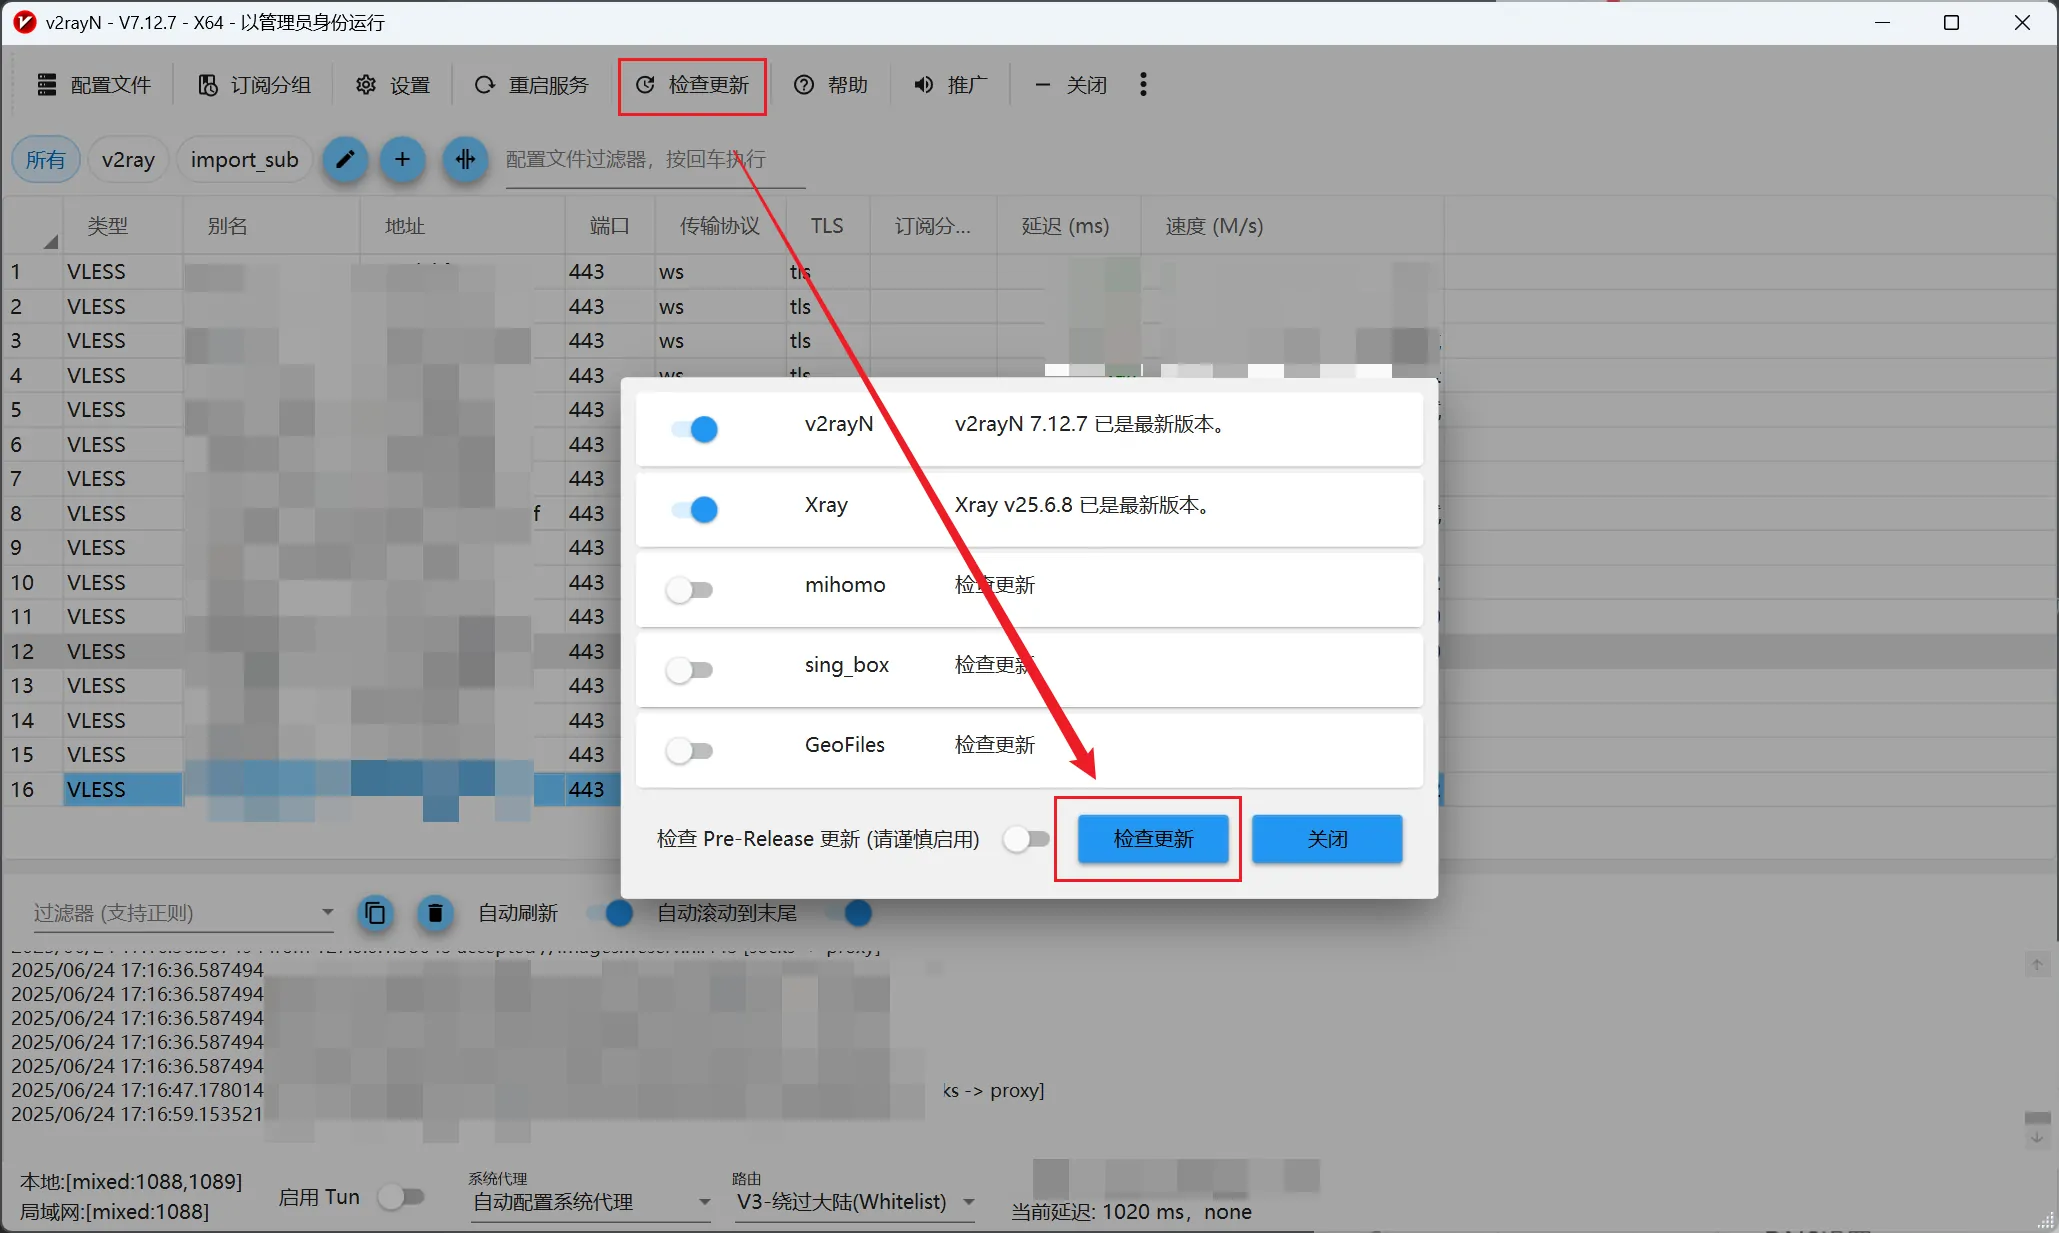 v2rayN - V7.12.7 - X64 - 以管理员身份运行
配置文件 订阅分组 设置 重启服务 检查更新 帮助 推广 关闭
所有 v2ray import_sub 配置文件过滤器，按回车执行
类型 别名 地址 端口 传输协议 TLS 订阅分... 延迟 (ms) 速度 (M/s)
1 VLESS 443 ws tls
2 VLESS 443 ws tls
3 VLESS 443 ws tls
4 VLESS 443 ws tls
5 VLESS 443
6 VLESS 443
7 VLESS 443
8 VLESS f 443
9 VLESS 443
10 VLESS 443
11 VLESS 443
12 VLESS 443
13 VLESS 443
14 VLESS 443
15 VLESS 443
16 VLESS 443
v2rayN v2rayN 7.12.7 已是最新版本。
Xray Xray v25.6.8 已是最新版本。
mihomo 检查更新
sing_box 检查更新
GeoFiles 检查更新
检查 Pre-Release 更新 (请谨慎启用) 检查更新 关闭
过滤器 (支持正则) 自动刷新 自动滚动到末尾
2025/06/24 17:16:36.587494
2025/06/24 17:16:36.587494
2025/06/24 17:16:36.587494
2025/06/24 17:16:36.587494
2025/06/24 17:16:36.587494
2025/06/24 17:16:47.178014 ks -> proxy]
2025/06/24 17:16:59.153521
本地:[mixed:1088,1089]
局域网:[mixed:1088]
启用 Tun
系统代理
自动配置系统代理
路由
V3-绕过大陆(Whitelist)
当前延迟: 1020 ms，none